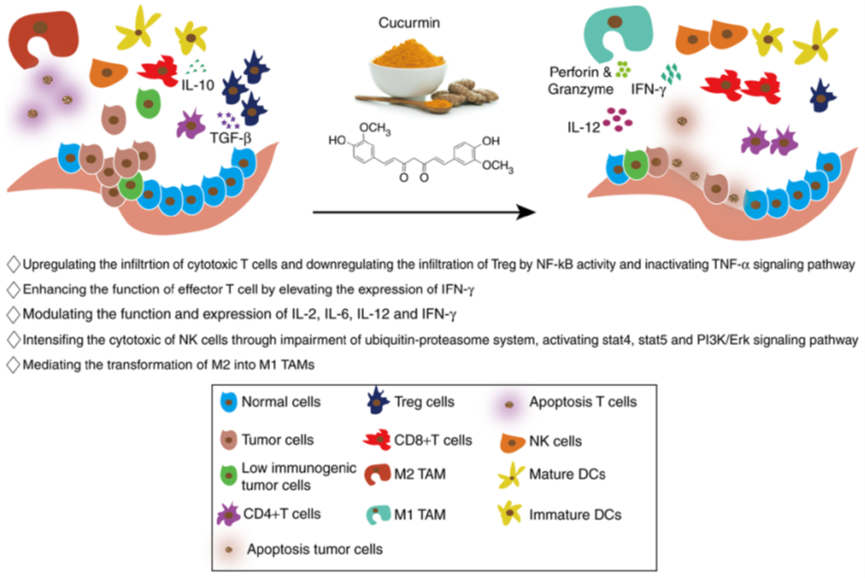 Cucurmin
IL-10
TGF-β
OCH₃
HO
OH
OCH₃
O
O
Perforin &
Granzyme
IFN-γ
IL-12
Upregulating the infiltrtion of cytotoxic T cells and downregulating the infiltration of Treg by NF-kB activity and inactivating TNF-α signaling pathway
Enhancing the function of effector T cell by elevating the expression of IFN-γ
Modulating the function and expression of IL-2, IL-6, IL-12 and IFN-γ
Intensifing the cytotoxic of NK cells through impairment of ubiquitin-proteasome system, activating stat4, stat5 and PI3K/Erk signaling pathway
Mediating the transformation of M2 into M1 TAMs
Normal cells
Treg cells
Apoptosis T cells
Tumor cells
CD8+T cells
NK cells
Low immunogenic
tumor cells
M2 TAM
Mature DCs
CD4+T cells
M1 TAM
Immature DCs
Apoptosis tumor cells